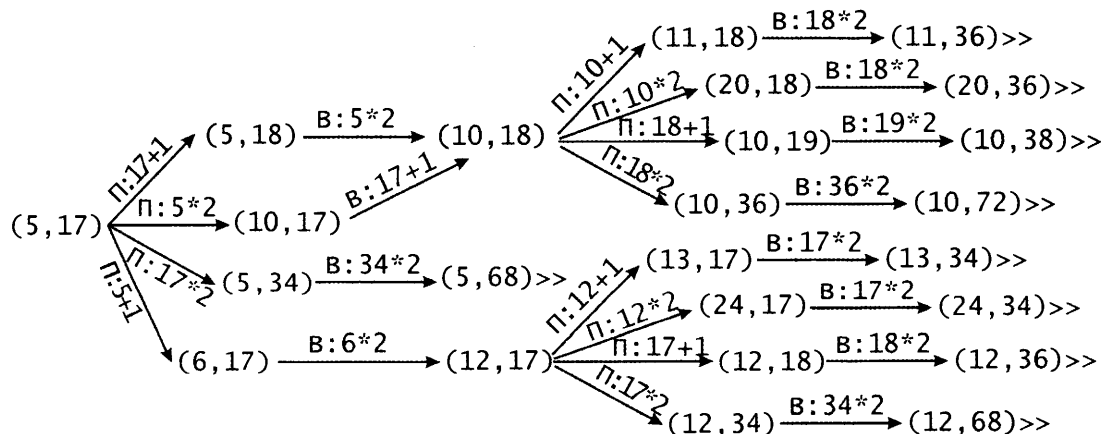 П:10+1 (11,18) В:18*2 (11,36)>>
П:10*2 (20,18) В:18*2 (20,36)>>
(5,18) В:5*2 (10,18) П:18+1 (10,19) В:19*2 (10,38)>>
П:17+1 В:17+1 П:18*2 (10,36) В:36*2 (10,72)>>
(5,17) П:5*2 (10,17)
П:17*2 (5,34) В:34*2 (5,68)>> П:12+1 (13,17) В:17*2 (13,34)>>
П:5+1 П:12*2 (24,17) В:17*2 (24,34)>>
(6,17) В:6*2 (12,17) П:17+1 (12,18) В:18*2 (12,36)>>
П:17*2 (12,34) В:34*2 (12,68)>>